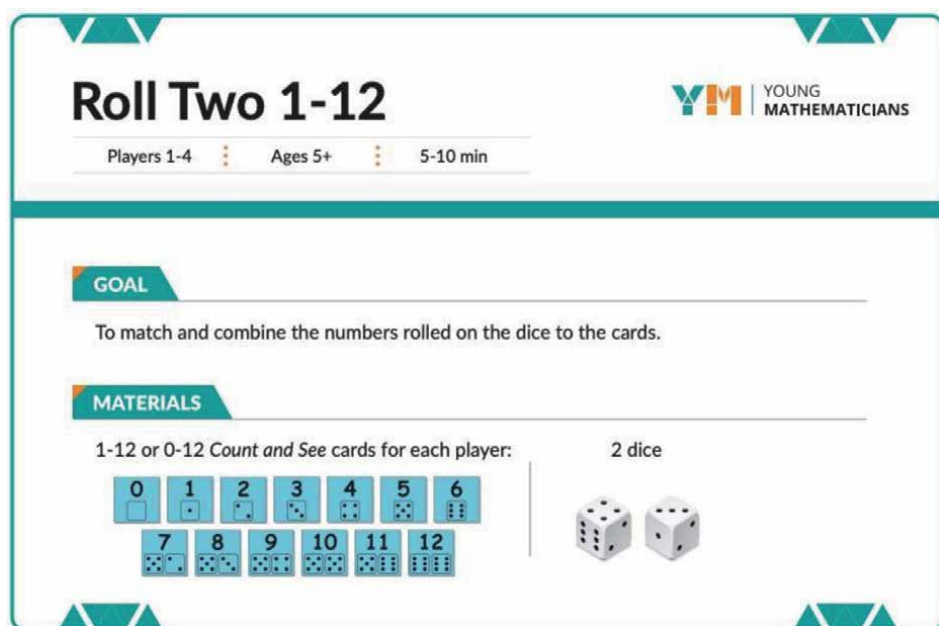 Roll Two 1-12
YM YOUNG
MATHEMATICIANS
Players 1-4 Ages 5+ 5-10 min
GOAL
To match and combine the numbers rolled on the dice to the cards.
MATERIALS
1-12 or 0-12 Count and See cards for each player:
2 dice
0 1 2 3 4 5 6
7 8 9 10 11 12